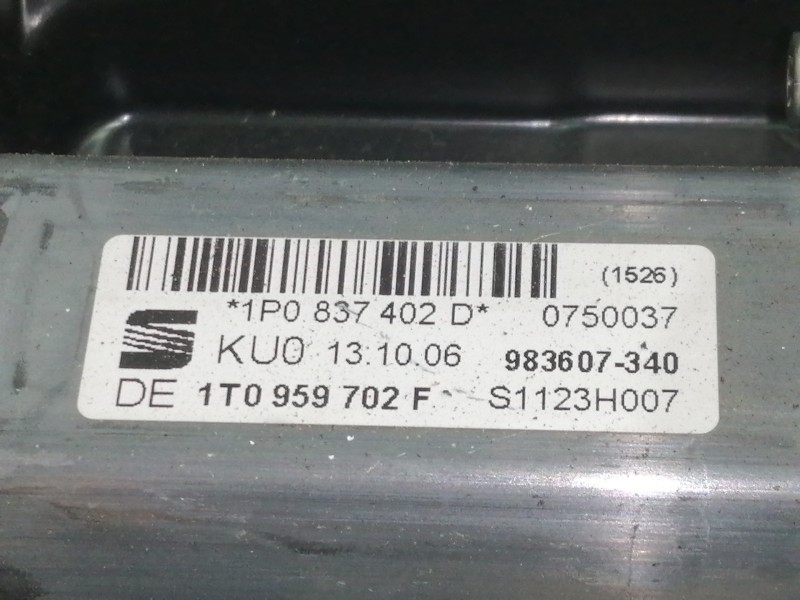 (1526)
*1P0 837 402 D* 0750037
KU0 13.10.06 983607-340
DE 1T0 959 702 F S1123H007